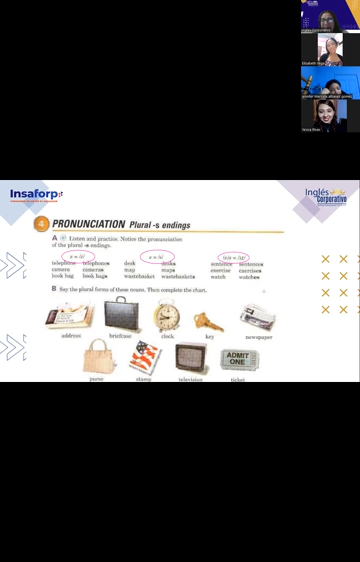 Insaforp
Inglés
Corporativo
4 PRONUNCIATION Plural -s endings
A Listen and practice. Notice the pronunciation
of the plural -s endings.
s = /z/ s = /s/ (e)s = /ɪz/
telephone telephones desk desks sentence sentences
camera cameras map maps exercise exercises
book bag book bags wastebasket wastebaskets watch watches
B Say the plural forms of these nouns. Then complete the chart.
address briefcase clock key newspaper
ADMIT
ONE
purse stamp television ticket